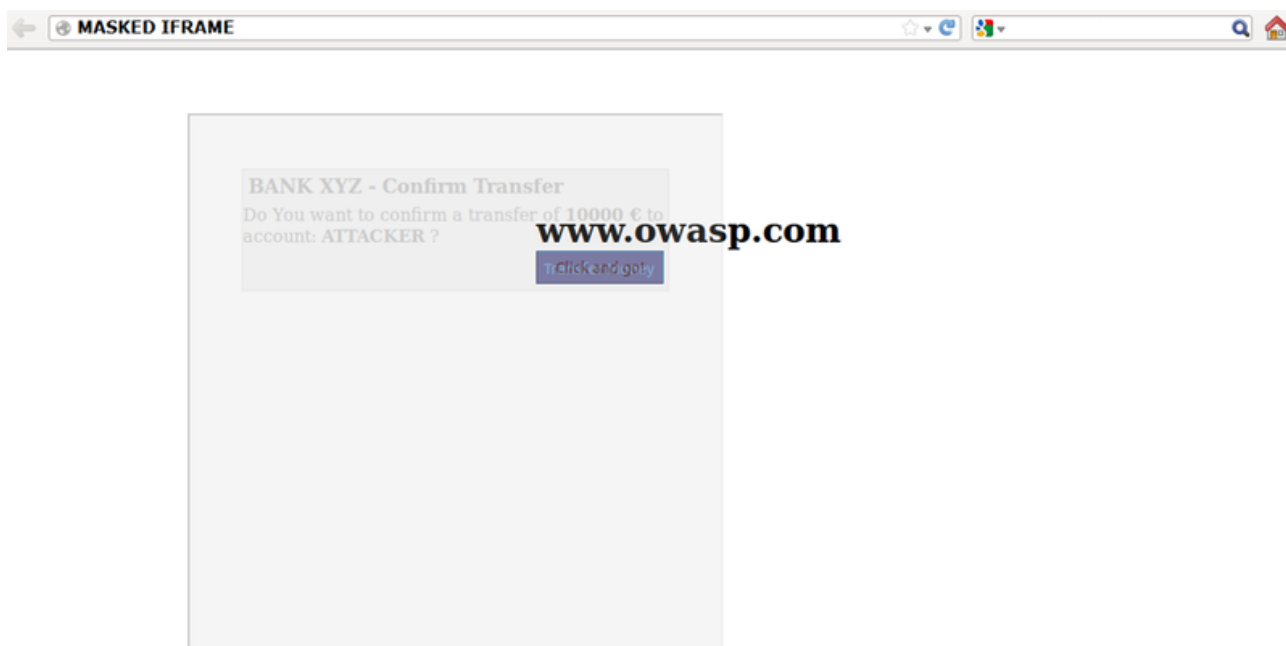 MASKED IFRAME
BANK XYZ - Confirm Transfer
Do You want to confirm a transfer of 10000 € to
account: ATTACKER ?
www.owasp.com
Click and go!